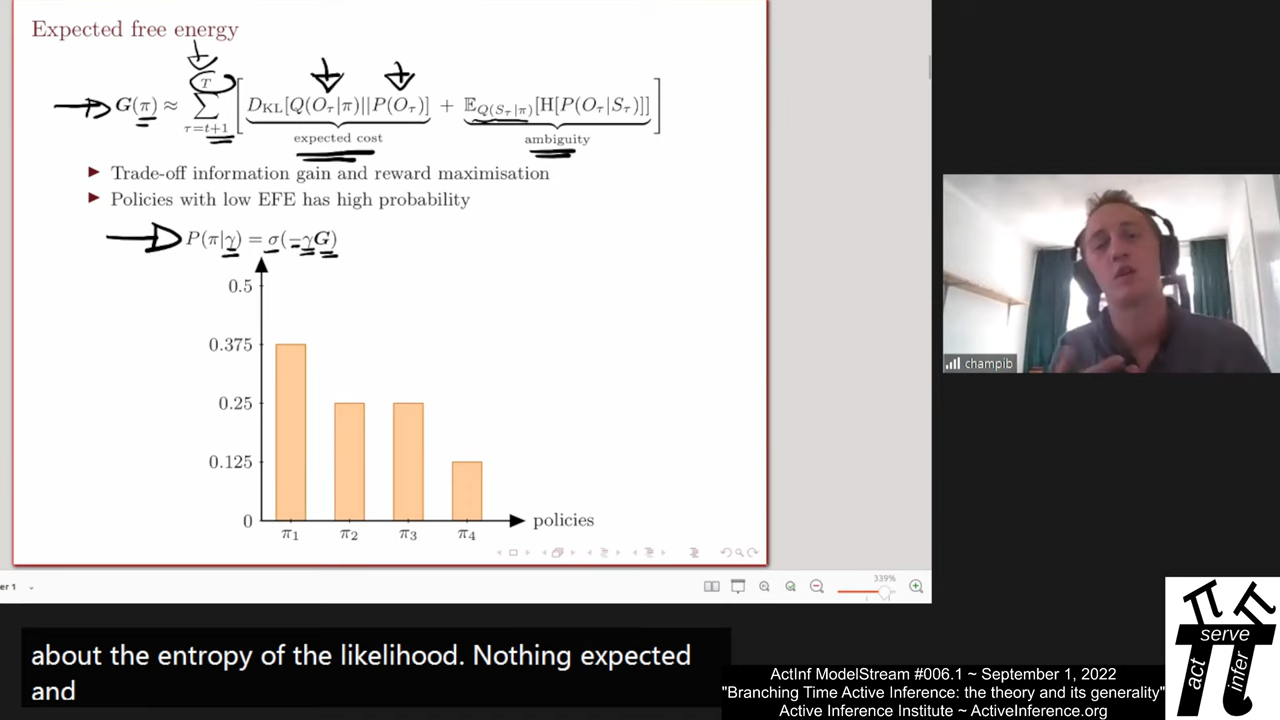 Expected free energy
G(π) ≈ ∑_{τ=t+1}^{T} [ D_KL[Q(O_τ|π)||P(O_τ)] + 𝔼_{Q(S_τ|π)}[H[P(O_τ|S_τ)]] ]
expected cost
ambiguity
Trade-off information gain and reward maximisation
Policies with low EFE has high probability
P(π|γ) = σ(−γG)
0.5
0.375
0.25
0.125
0
π₁ π₂ π₃ π₄
policies
champib
er 1
339%
about the entropy of the likelihood. Nothing expected
and
π π
serve
act
infer
ActInf ModelStream #006.1 ~ September 1, 2022
"Branching Time Active Inference: the theory and its generality"
Active Inference Institute ~ ActiveInference.org